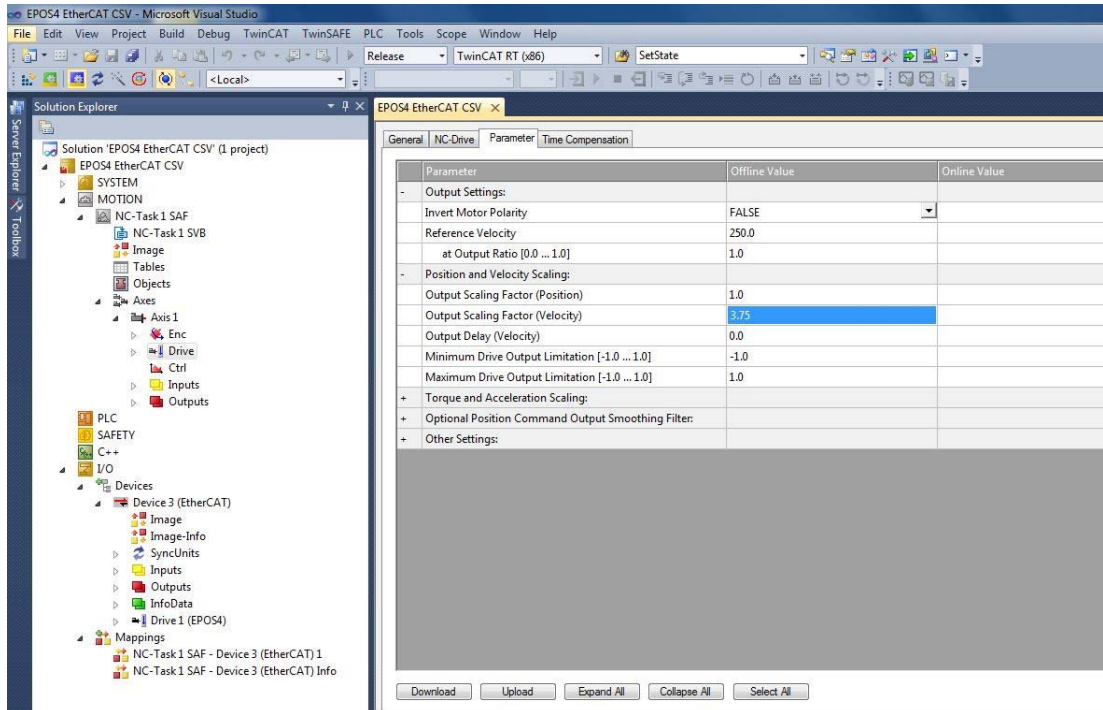 EPOS4 EtherCAT CSV - Microsoft Visual Studio
File Edit View Project Build Debug TwinCAT TwinSAFE PLC Tools Scope Window Help
Release TwinCAT RT (x86) SetState
<Local>
Server Explorer
Toolbox
Solution Explorer
Solution 'EPOS4 EtherCAT CSV' (1 project)
EPOS4 EtherCAT CSV
SYSTEM
MOTION
NC-Task 1 SAF
NC-Task 1 SVB
Image
Tables
Objects
Axes
Axis 1
Enc
Drive
Ctrl
Inputs
Outputs
PLC
SAFETY
C++
I/O
Devices
Device 3 (EtherCAT)
Image
Image-Info
SyncUnits
Inputs
Outputs
InfoData
Drive 1 (EPOS4)
Mappings
NC-Task 1 SAF - Device 3 (EtherCAT) 1
NC-Task 1 SAF - Device 3 (EtherCAT) Info
EPOS4 EtherCAT CSV
General NC-Drive Parameter Time Compensation
Parameter Offline Value Online Value
- Output Settings:
Invert Motor Polarity FALSE
Reference Velocity 250.0
at Output Ratio [0.0 ... 1.0] 1.0
- Position and Velocity Scaling:
Output Scaling Factor (Position) 1.0
Output Scaling Factor (Velocity) 3.75
Output Delay (Velocity) 0.0
Minimum Drive Output Limitation [-1.0 ... 1.0] -1.0
Maximum Drive Output Limitation [-1.0 ... 1.0] 1.0
+ Torque and Acceleration Scaling:
+ Optional Position Command Output Smoothing Filter:
+ Other Settings:
Download Upload Expand All Collapse All Select All